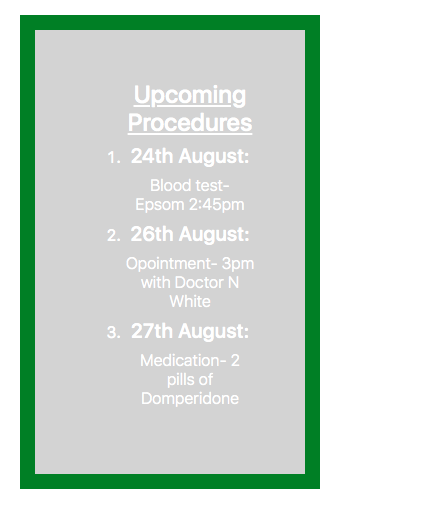 Upcoming
Procedures
1. 24th August:
Blood test-
Epsom 2:45pm
2. 26th August:
Opointment- 3pm
with Doctor N
White
3. 27th August:
Medication- 2
pills of
Domperidone